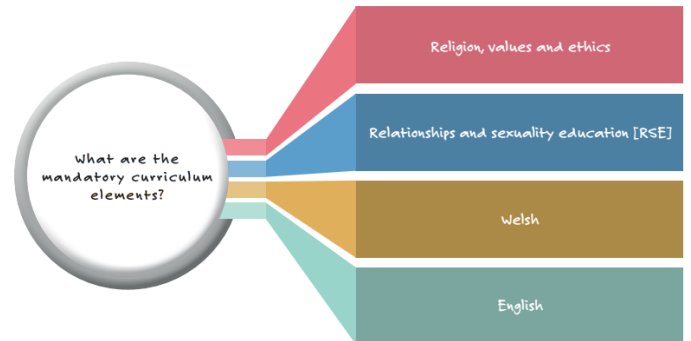 What are the
mandatory curriculum
elements?
Religion, values and ethics
Relationships and sexuality education [RSE]
Welsh
English